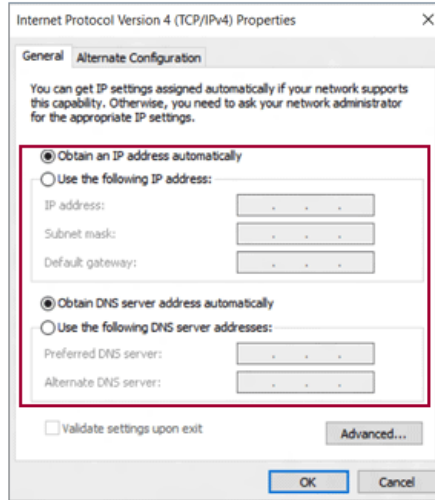 Internet Protocol Version 4 (TCP/IPv4) Properties
General
Alternate Configuration
You can get IP settings assigned automatically if your network supports
this capability. Otherwise, you need to ask your network administrator
for the appropriate IP settings.
Obtain an IP address automatically
Use the following IP address:
IP address:
Subnet mask:
Default gateway:
Obtain DNS server address automatically
Use the following DNS server addresses:
Preferred DNS server:
Alternate DNS server:
Validate settings upon exit
Advanced...
OK
Cancel